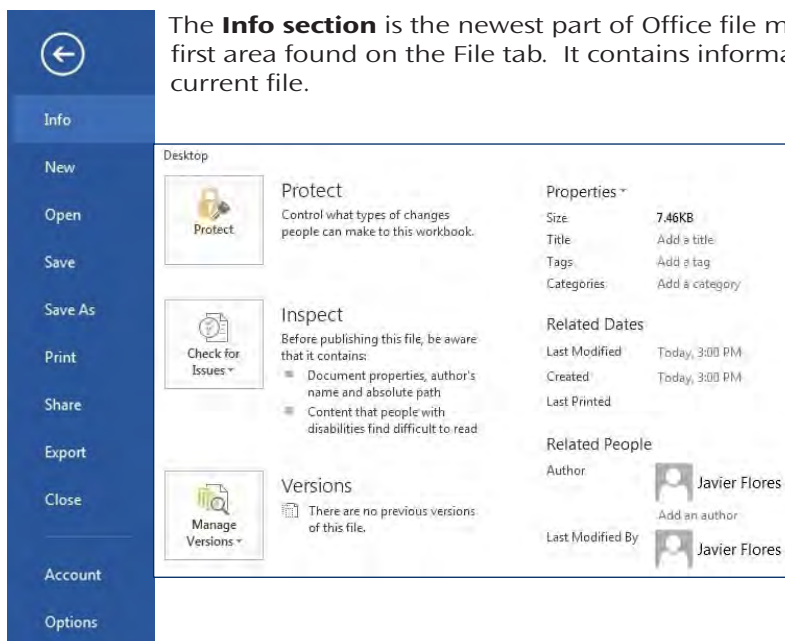 The Info section is the newest part of Office file m
first area found on the File tab. It contains informa
current file.
Info
New
Open
Save
Save As
Print
Share
Export
Close
Account
Options
Desktop
Protect
Protect
Control what types of changes
people can make to this workbook.
Check for
Issues
Inspect
Before publishing this file, be aware
that it contains:
Document properties, author's
name and absolute path
Content that people with
disabilities find difficult to read
Manage
Versions
Versions
There are no previous versions
of this file.
Properties
Size 7.46KB
Title Add a title
Tags Add a tag
Categories Add a category
Related Dates
Last Modified Today, 3:00 PM
Created Today, 3:00 PM
Last Printed
Related People
Author Javier Flores
Add an author
Last Modified By Javier Flores